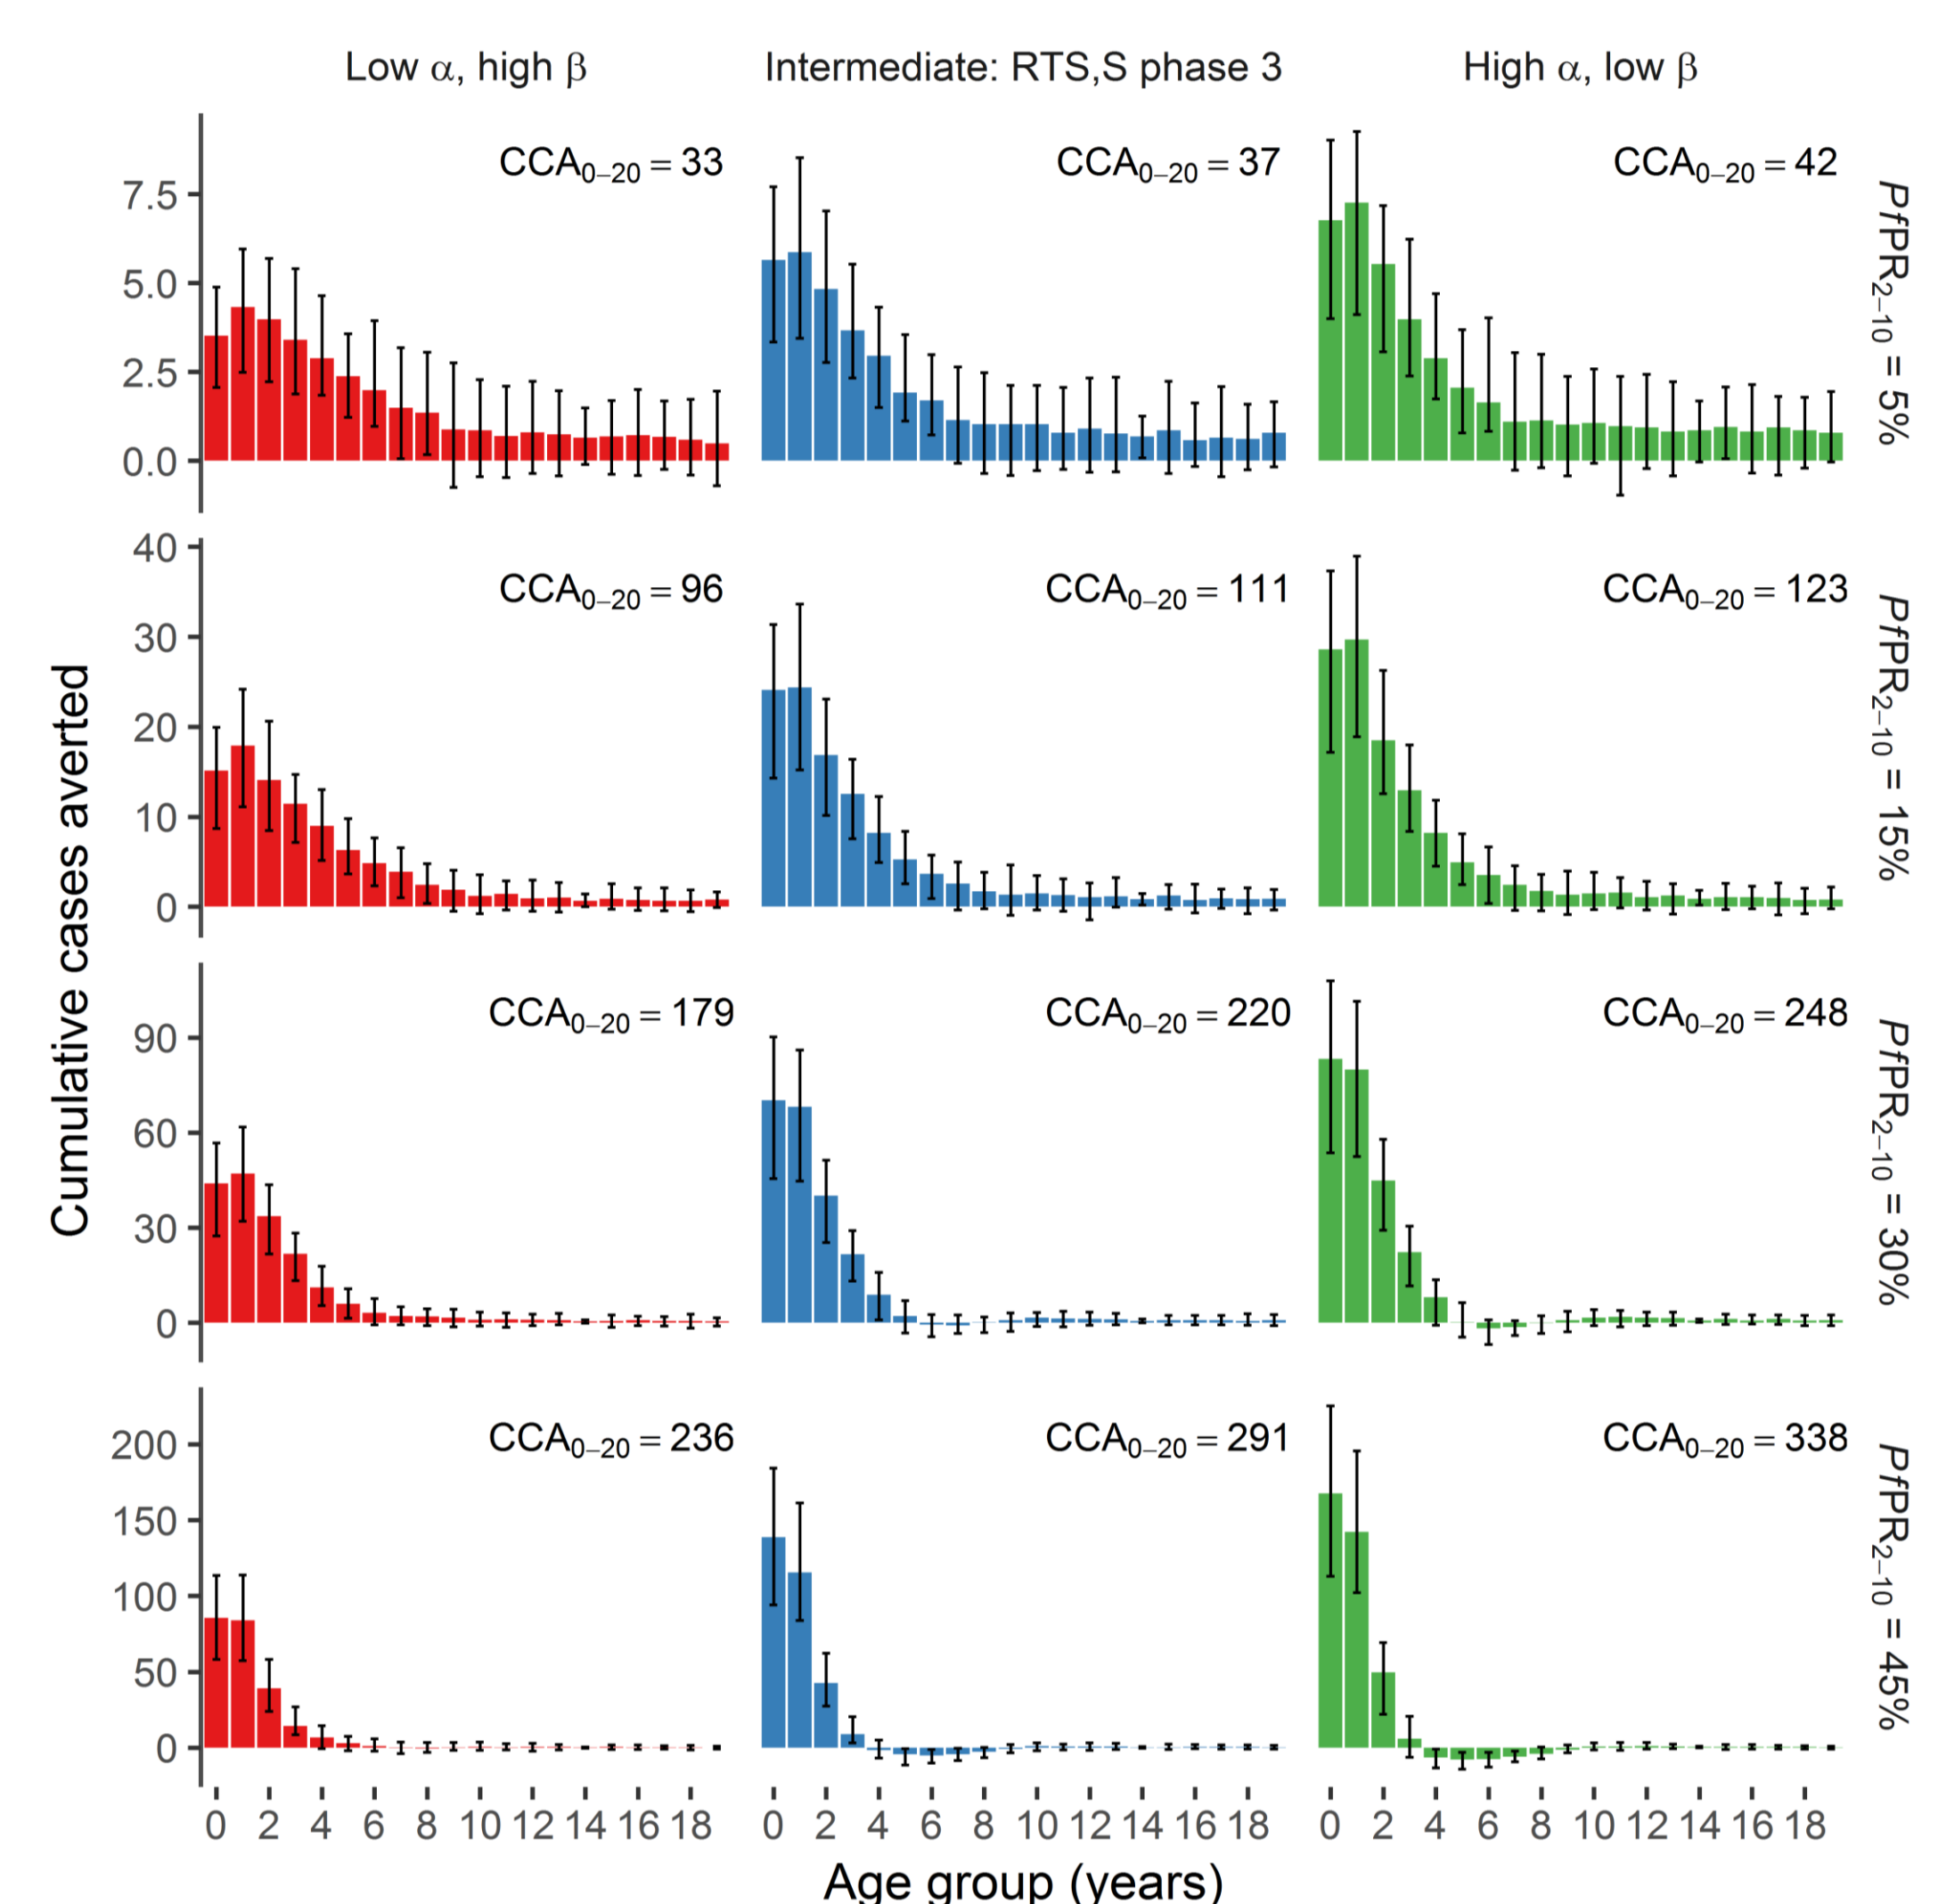 Low α, high β
Intermediate: RTS,S phase 3
High α, low β
CCA0–20 = 33
CCA0–20 = 37
CCA0–20 = 42
7.5
5.0
2.5
0.0
PfPR2–10 = 5%
CCA0–20 = 96
CCA0–20 = 111
CCA0–20 = 123
40
30
20
10
0
PfPR2–10 = 15%
Cumulative cases averted
CCA0–20 = 179
CCA0–20 = 220
CCA0–20 = 248
90
60
30
0
PfPR2–10 = 30%
CCA0–20 = 236
CCA0–20 = 291
CCA0–20 = 338
200
150
100
50
0
PfPR2–10 = 45%
0 2 4 6 8 10 12 14 16 18
0 2 4 6 8 10 12 14 16 18
0 2 4 6 8 10 12 14 16 18
Age group (years)